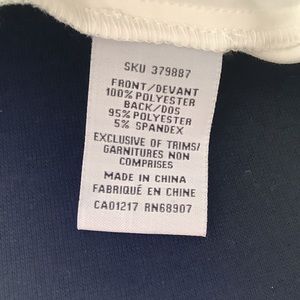 SKU 379887
FRONT/DEVANT
100% POLYESTER
BACK/DOS
95% POLYESTER
5% SPANDEX
EXCLUSIVE OF TRIMS/
GARNITURES NON
COMPRISES
MADE IN CHINA
FABRIQUÉ EN CHINE
CA01217 RN68907